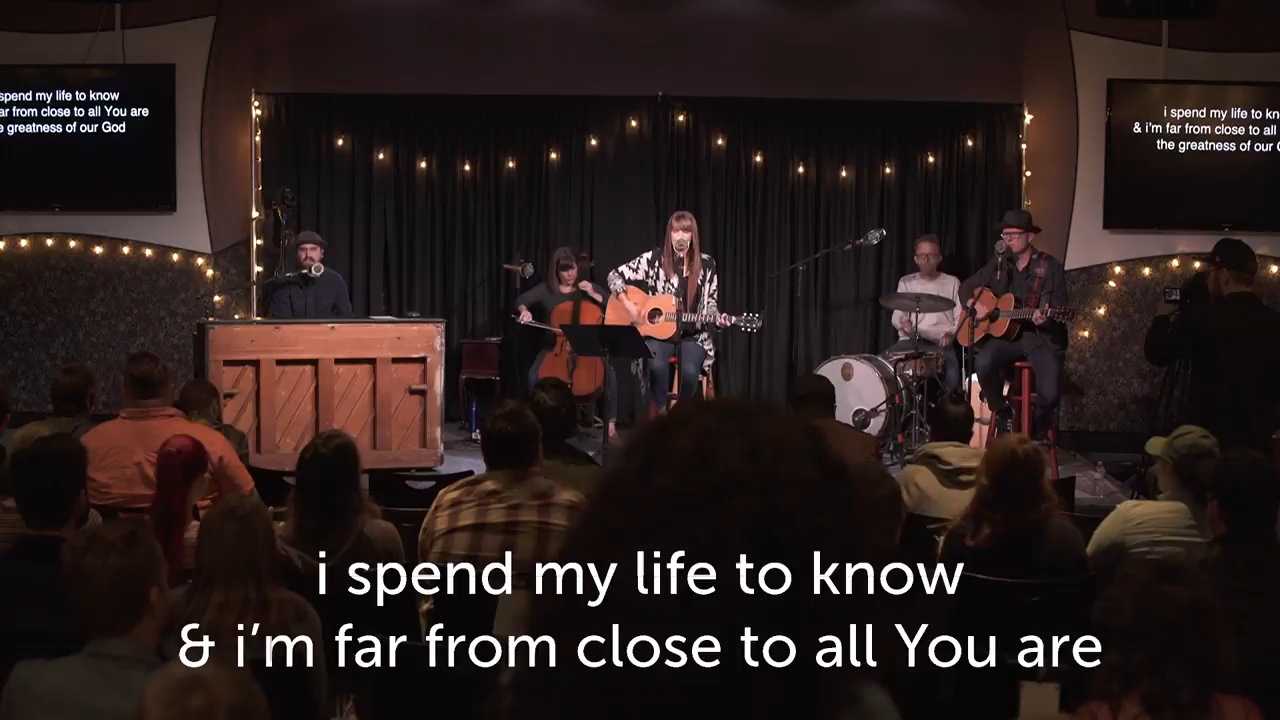 spend my life to know
ar from close to all You are
e greatness of our God
i spend my life to kn
& i'm far from close to all
the greatness of our
i spend my life to know
& i'm far from close to all You are